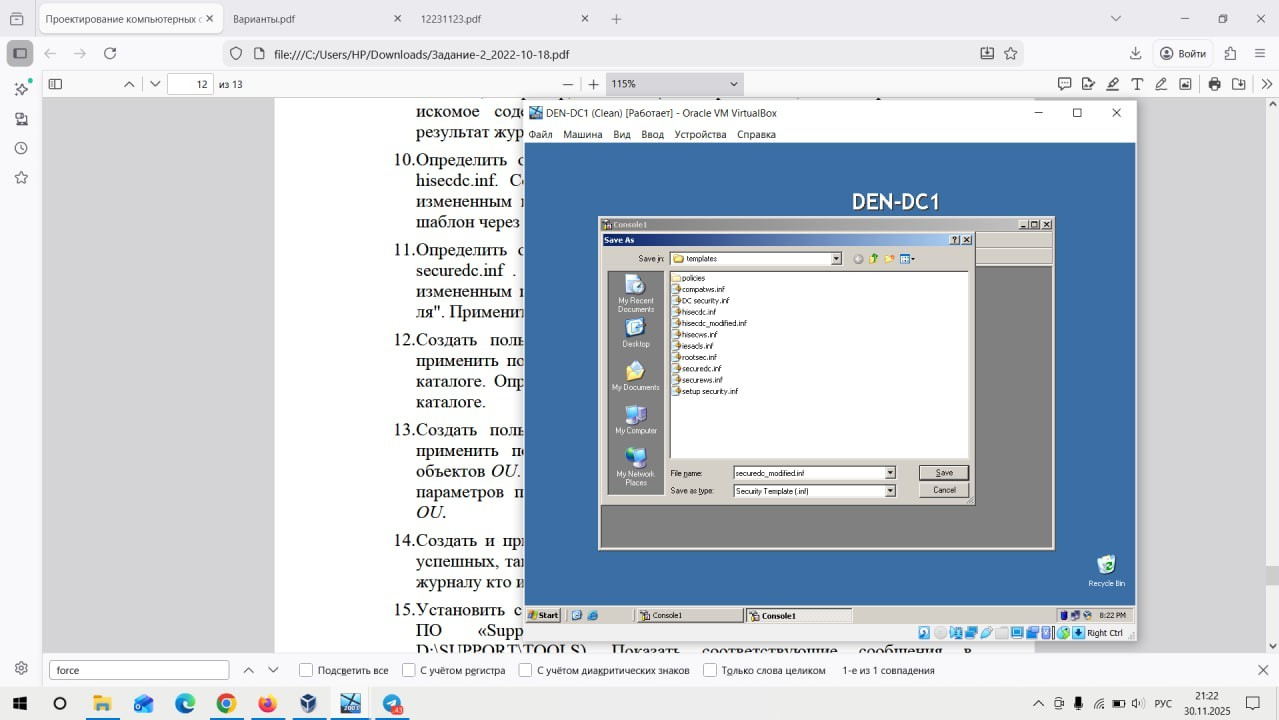 Проектирование компьютерных с
Варианты.pdf
12231123.pdf
file:///C:/Users/HP/Downloads/Задание-2_2022-10-18.pdf
Войти
12
из 13
115%
искомое соде
результат жур
10.Определить с
hisecdc.inf. Со
измененным п
шаблон через
11.Определить с
securedc.inf .
измененным п
ля". Примени
12.Создать поль
применить по
каталоге. Опр
каталоге.
13.Создать поль
применить по
объектов OU.
параметров п
OU.
14.Создать и пр
успешных, та
журналу кто и
15.Установить с
ПО «Supp
D:\SUPPORT\TOOLS). Показать соответствующие сообщения в
DEN-DC1 (Clean) [Работает] - Oracle VM VirtualBox
Файл Машина Вид Ввод Устройства Справка
DEN-DC1
Console1
Save As
Save in:
templates
My Recent Documents
Desktop
My Documents
My Computer
My Network Places
policies
compatws.inf
DC security.inf
hisecdc.inf
hisecdc_modified.inf
hisecws.inf
iesacls.inf
rootsec.inf
securedc.inf
securews.inf
setup security.inf
File name:
securedc_modified.inf
Save
Save as type:
Security Template (.inf)
Cancel
Recycle Bin
Start
Console1
Console1
8:22 PM
Right Ctrl
force
Подсветить все
С учётом регистра
С учётом диакритических знаков
Только слова целиком
1-е из 1 совпадения
РУС
21:22
30.11.2025